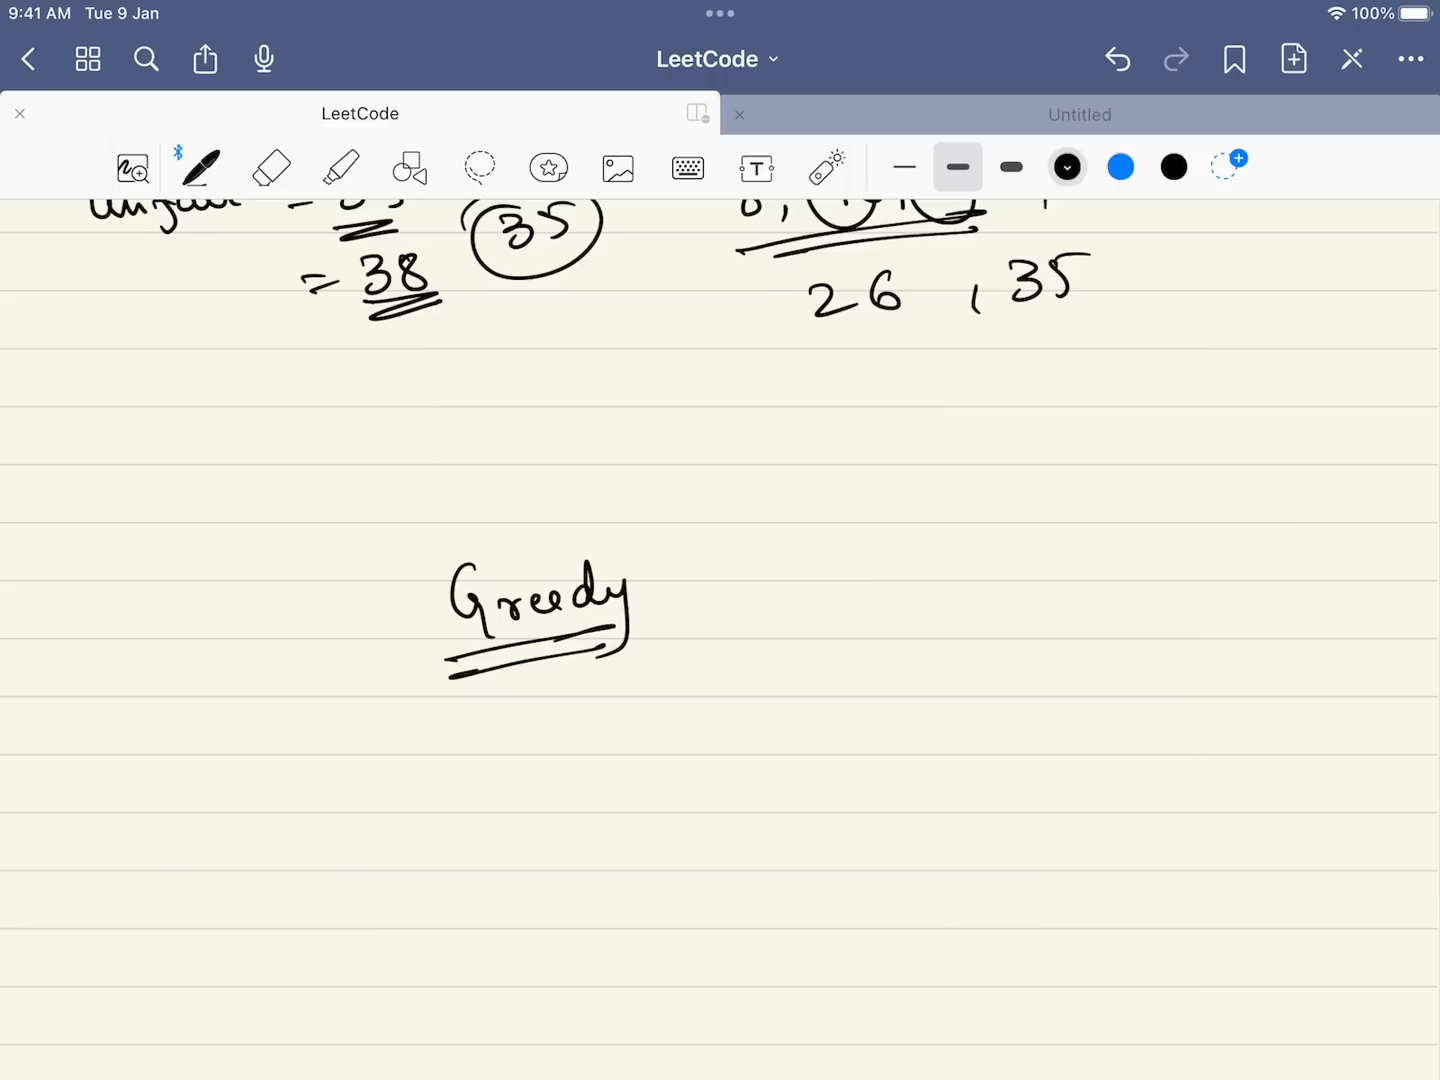 9:41 AM Tue 9 Jan 100%
LeetCode
LeetCode Untitled
T
35
= 38
26 , 35
Greedy